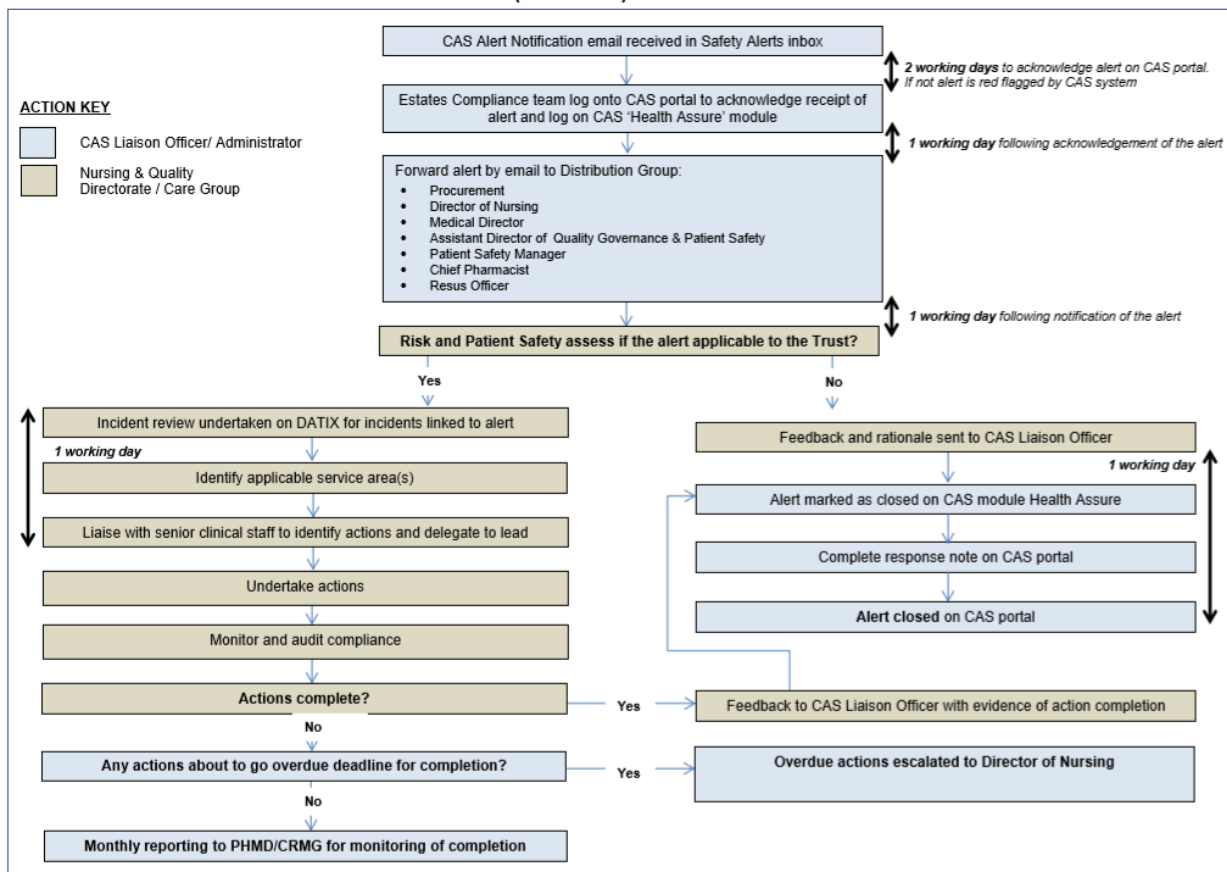 CAS Alert Notification email received in Safety Alerts inbox
2 working days to acknowledge alert on CAS portal.
If not alert is red flagged by CAS system
ACTION KEY
CAS Liaison Officer/ Administrator
Nursing & Quality
Directorate / Care Group
Estates Compliance team log onto CAS portal to acknowledge receipt of
alert and log on CAS ‘Health Assure’ module
1 working day following acknowledgement of the alert
Forward alert by email to Distribution Group:
• Procurement
• Director of Nursing
• Medical Director
• Assistant Director of Quality Governance & Patient Safety
• Patient Safety Manager
• Chief Pharmacist
• Resus Officer
1 working day following notification of the alert
Risk and Patient Safety assess if the alert applicable to the Trust?
Yes
No
Incident review undertaken on DATIX for incidents linked to alert
1 working day
Identify applicable service area(s)
Liaise with senior clinical staff to identify actions and delegate to lead
Undertake actions
Monitor and audit compliance
Actions complete?
Yes
No
Feedback and rationale sent to CAS Liaison Officer
1 working day
Alert marked as closed on CAS module Health Assure
Complete response note on CAS portal
Alert closed on CAS portal
Feedback to CAS Liaison Officer with evidence of action completion
Any actions about to go overdue deadline for completion?
Yes
Overdue actions escalated to Director of Nursing
No
Monthly reporting to PHMD/CRMG for monitoring of completion